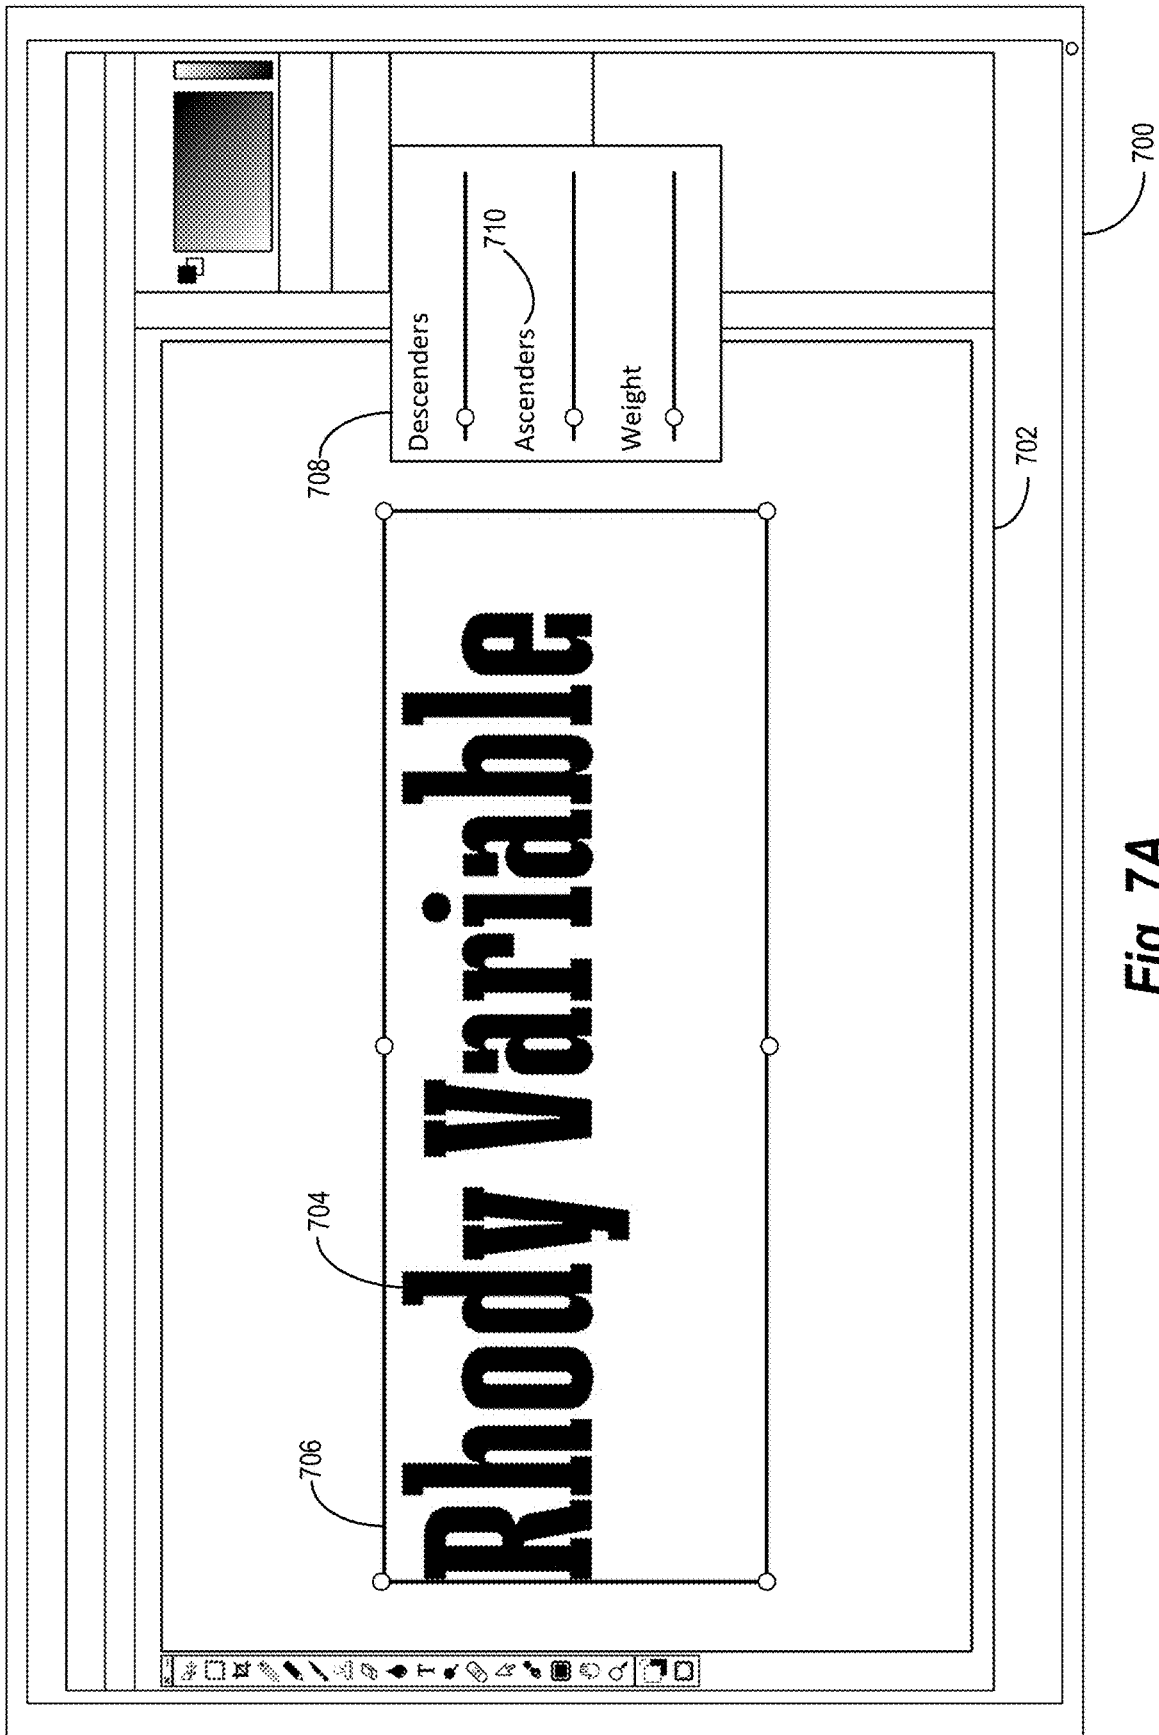 708
Descenders
710
Ascenders
Weight
704
706
Rhody Variable
T
702
700
Fig. 7A